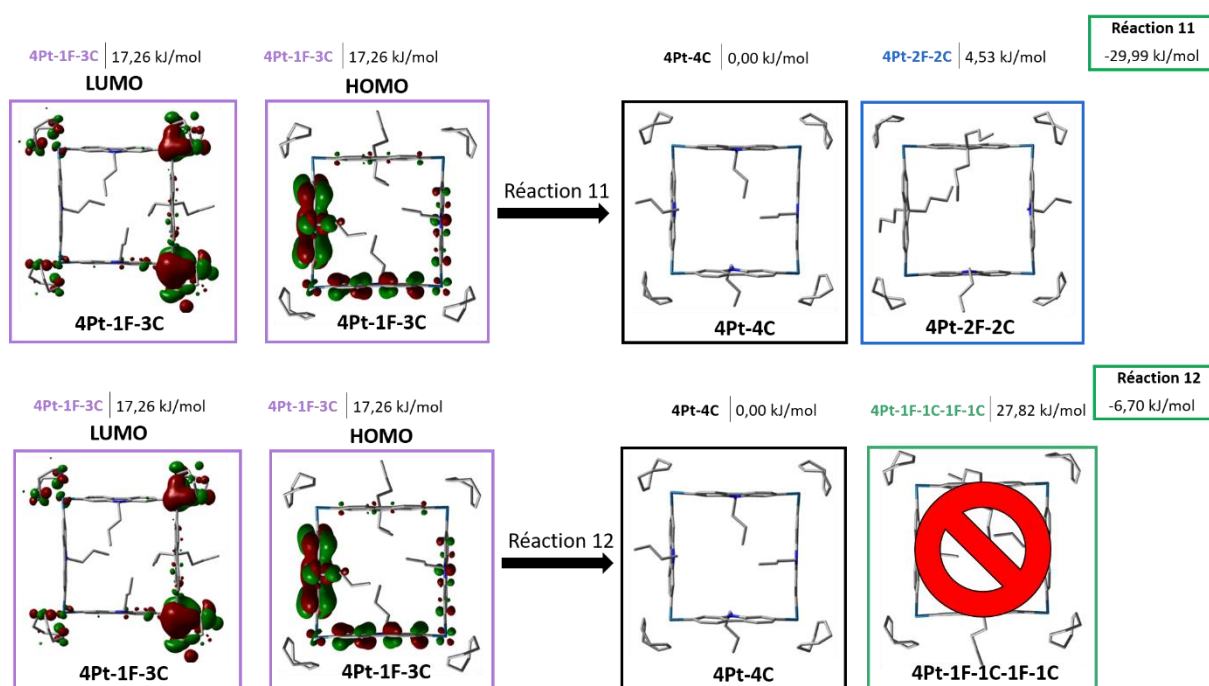 Réaction 11
4Pt-1F-3C 17,26 kJ/mol 4Pt-1F-3C 17,26 kJ/mol 4Pt-4C 0,00 kJ/mol 4Pt-2F-2C 4,53 kJ/mol -29,99 kJ/mol
LUMO HOMO
Réaction 11
4Pt-1F-3C 4Pt-1F-3C 4Pt-4C 4Pt-2F-2C
Réaction 12
4Pt-1F-3C 17,26 kJ/mol 4Pt-1F-3C 17,26 kJ/mol 4Pt-4C 0,00 kJ/mol 4Pt-1F-1C-1F-1C 27,82 kJ/mol -6,70 kJ/mol
LUMO HOMO
Réaction 12
4Pt-1F-3C 4Pt-1F-3C 4Pt-4C 4Pt-1F-1C-1F-1C